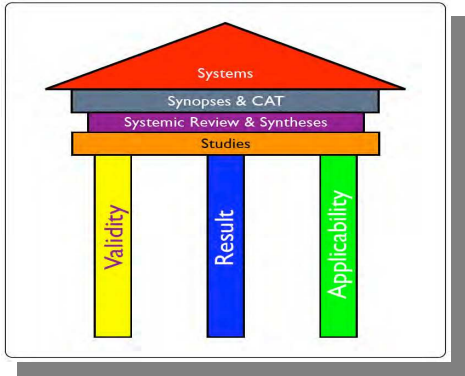 Systems
Synopses & CAT
Systemic Review & Syntheses
Studies
Validity
Result
Applicability